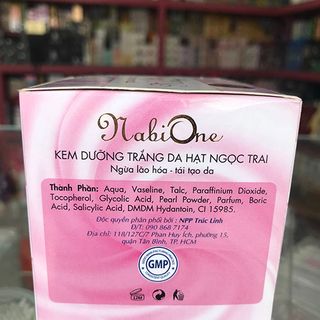 NabiOne
KEM DƯỠNG TRẮNG DA HẠT NGỌC TRAI
Ngừa lão hóa - tái tạo da
Thành Phần: Aqua, Vaseline, Talc, Paraffinium Dioxide,
Tocopherol, Glycolic Acid, Pearl Powder, Parfum, Boric
Acid, Salicylic Acid, DMDM Hydantoin, CI 15985.
Độc quyền phân phối bởi : NPP Trúc Linh
ĐT: 090 868 7174
Địa chỉ: 118/127C/7 Phan Huy Ích, phường 15,
quận Tân Bình, TP. HCM
GMP